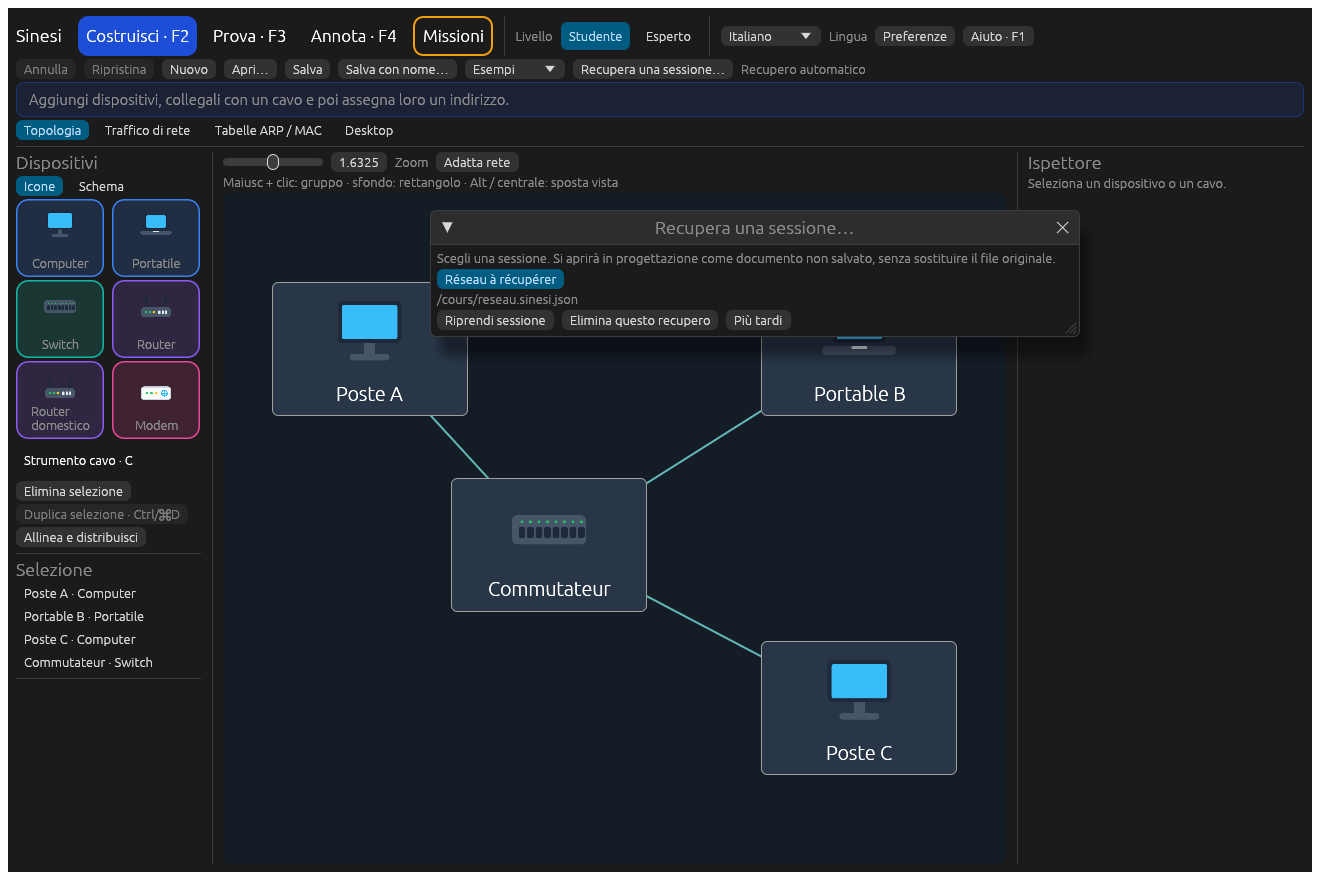 Sinesi Costruisci · F2 Prova · F3 Annota · F4 Missioni Livello Studente Esperto Italiano Lingua Preferenze Aiuto · F1
Annulla Ripristina Nuovo Apri… Salva Salva con nome… Esempi Recupera una sessione… Recupero automatico
Aggiungi dispositivi, collegali con un cavo e poi assegna loro un indirizzo.
Topologia Traffico di rete Tabelle ARP / MAC Desktop
Dispositivi
Icone Schema
Computer Portatile
Switch Router
Router
domestico
Modem
Strumento cavo · C
Elimina selezione
Duplica selezione · Ctrl/⌘D
Allinea e distribuisci
Selezione
Poste A · Computer
Portable B · Portatile
Poste C · Computer
Commutateur · Switch
1.6325 Zoom Adatta rete
Maiusc + clic: gruppo · sfondo: rettangolo · Alt / centrale: sposta vista
Recupera una sessione…
Scegli una sessione. Si aprirà in progettazione come documento non salvato, senza sostituire il file originale.
Réseau à récupérer
/cours/reseau.sinesi.json
Riprendi sessione Elimina questo recupero Più tardi
Poste A
Portable B
Commutateur
Poste C
Ispettore
Seleziona un dispositivo o un cavo.